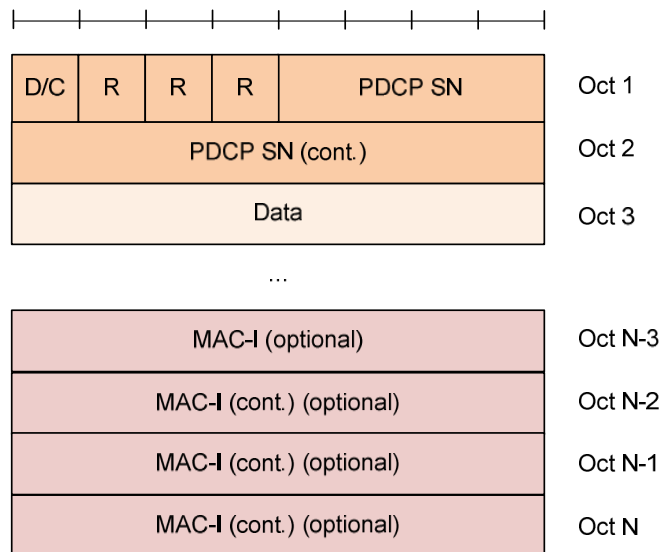 D/C R R R PDCP SN Oct 1
PDCP SN (cont.) Oct 2
Data Oct 3
...
MAC-I (optional) Oct N-3
MAC-I (cont.) (optional) Oct N-2
MAC-I (cont.) (optional) Oct N-1
MAC-I (cont.) (optional) Oct N